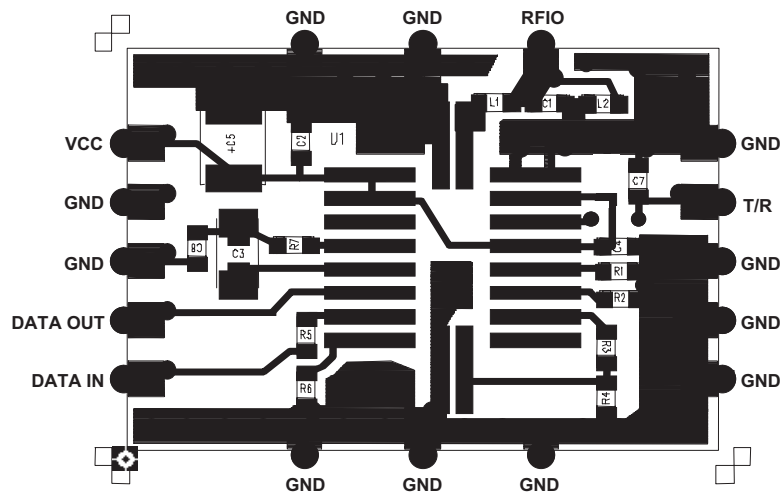 GND GND RFIO
L1 C1 L2
VCC +C5 C2 U1 GND
C7
GND T/R
GND C8 C3 R7 C4 GND
R1
R2
DATA OUT R5 R3 GND
DATA IN R6 R4 GND
GND GND GND